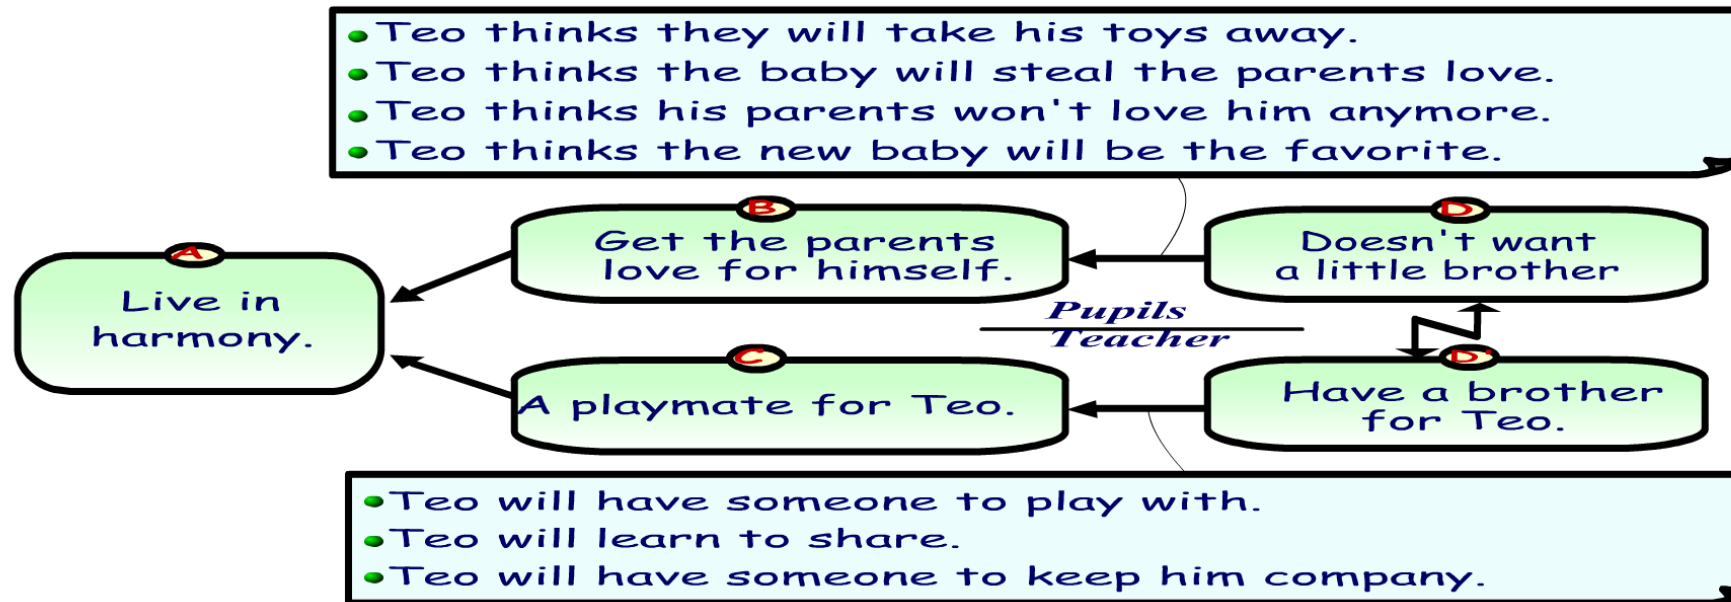 Teo thinks they will take his toys away.
Teo thinks the baby will steal the parents love.
Teo thinks his parents won't love him anymore.
Teo thinks the new baby will be the favorite.
B
Get the parents
love for himself.
D
Doesn't want
a little brother
A
Live in
harmony.
Pupils
Teacher
C
A playmate for Teo.
D'
Have a brother
for Teo.
Teo will have someone to play with.
Teo will learn to share.
Teo will have someone to keep him company.